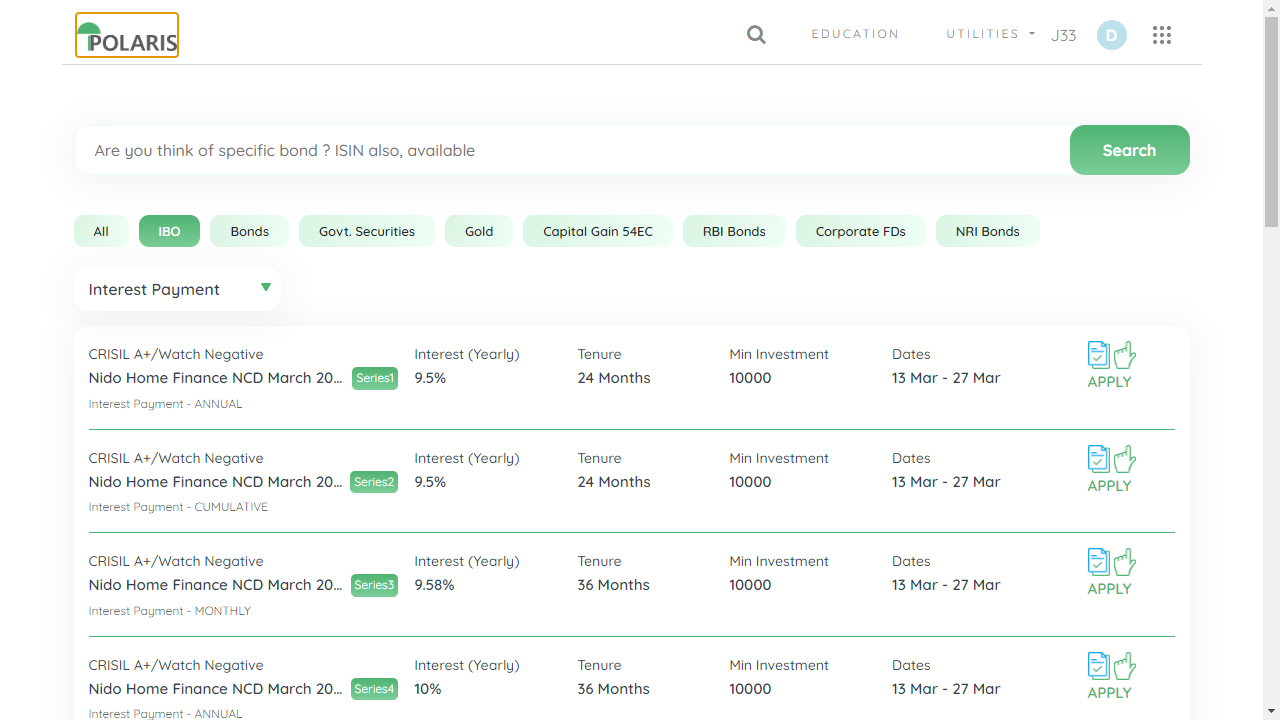 POLARIS
EDUCATION
UTILITIES
J33
D
Are you think of specific bond ? ISIN also, available
Search
All
IBO
Bonds
Govt. Securities
Gold
Capital Gain 54EC
RBI Bonds
Corporate FDs
NRI Bonds
Interest Payment
CRISIL A+/Watch Negative Interest (Yearly) Tenure Min Investment Dates
Nido Home Finance NCD March 20... Series1 9.5% 24 Months 10000 13 Mar - 27 Mar APPLY
Interest Payment - ANNUAL
CRISIL A+/Watch Negative Interest (Yearly) Tenure Min Investment Dates
Nido Home Finance NCD March 20... Series2 9.5% 24 Months 10000 13 Mar - 27 Mar APPLY
Interest Payment - CUMULATIVE
CRISIL A+/Watch Negative Interest (Yearly) Tenure Min Investment Dates
Nido Home Finance NCD March 20... Series3 9.58% 36 Months 10000 13 Mar - 27 Mar APPLY
Interest Payment - MONTHLY
CRISIL A+/Watch Negative Interest (Yearly) Tenure Min Investment Dates
Nido Home Finance NCD March 20... Series4 10% 36 Months 10000 13 Mar - 27 Mar APPLY
Interest Payment - ANNUAL